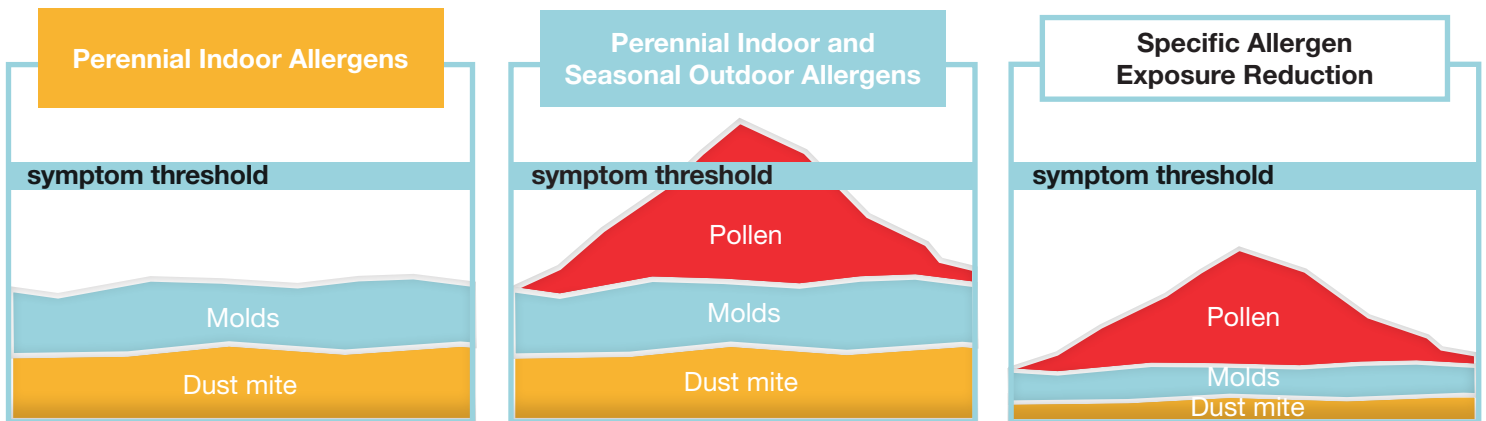 Perennial Indoor Allergens
symptom threshold
Molds
Dust mite
Perennial Indoor and
Seasonal Outdoor Allergens
symptom threshold
Pollen
Molds
Dust mite
Specific Allergen
Exposure Reduction
symptom threshold
Pollen
Molds
Dust mite